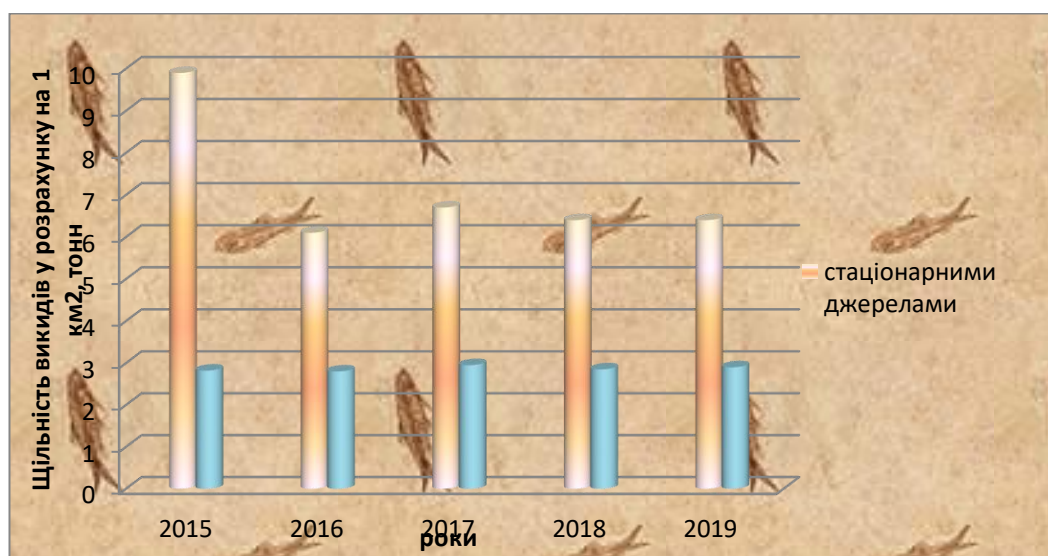 Щільність викидів у розрахунку на 1
км2, тонн
10
9
8
7
6
5
4
3
2
1
0
2015 2016 2017 2018 2019
роки
стаціонарними
джерелами